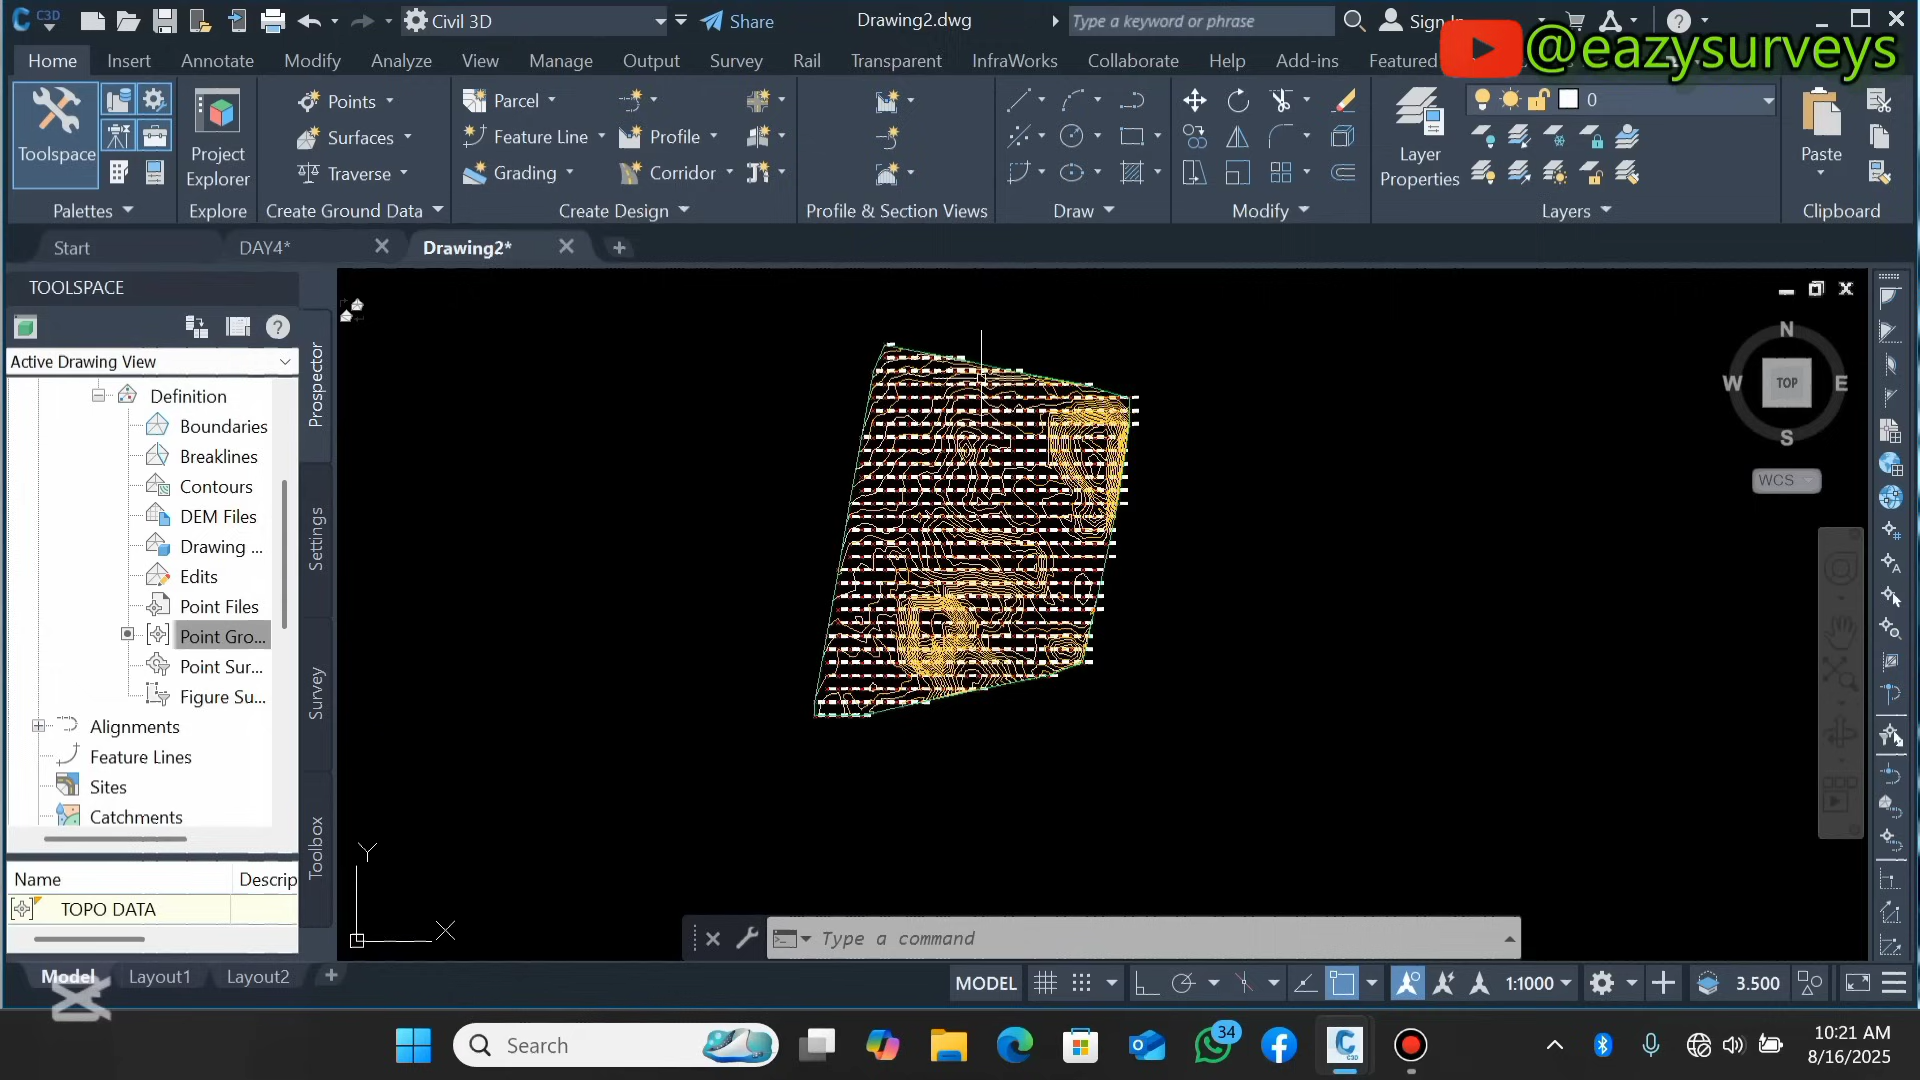 C3D
Civil 3D
Share
Drawing2.dwg
Type a keyword or phrase
@eazysurveys
Home
Insert
Annotate
Modify
Analyze
View
Manage
Output
Survey
Rail
Transparent
InfraWorks
Collaborate
Help
Add-ins
Featured
Toolspace
Project
Explorer
Points
Surfaces
Traverse
Parcel
Feature Line
Grading
Profile
Corridor
Layer
Properties
0
Paste
Palettes
Explore
Create Ground Data
Create Design
Profile & Section Views
Draw
Modify
Layers
Clipboard
Start
DAY4*
Drawing2*
TOOLSPACE
Active Drawing View
Definition
Boundaries
Breaklines
Contours
DEM Files
Drawing ...
Edits
Point Files
Point Gro...
Point Sur...
Figure Su...
Alignments
Feature Lines
Sites
Catchments
Prospector
Settings
Survey
Toolbox
Name
Descrip
TOPO DATA
N
W
TOP
E
S
WCS
Y
X
Type a command
Model
Layout1
Layout2
MODEL
1:1000
3.500
Search
34
10:21 AM
8/16/2025